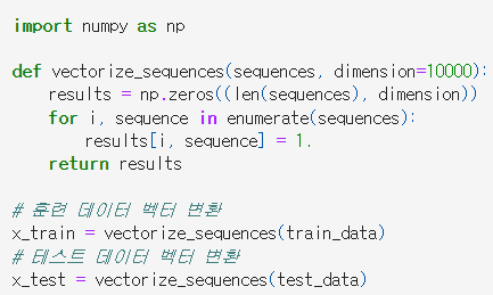 import numpy as np

def vectorize_sequences(sequences, dimension=10000):
    results = np.zeros((len(sequences), dimension))
    for i, sequence in enumerate(sequences):
        results[i, sequence] = 1.
    return results

# 훈련 데이터 벡터 변환
x_train = vectorize_sequences(train_data)
# 테스트 데이터 벡터 변환
x_test = vectorize_sequences(test_data)